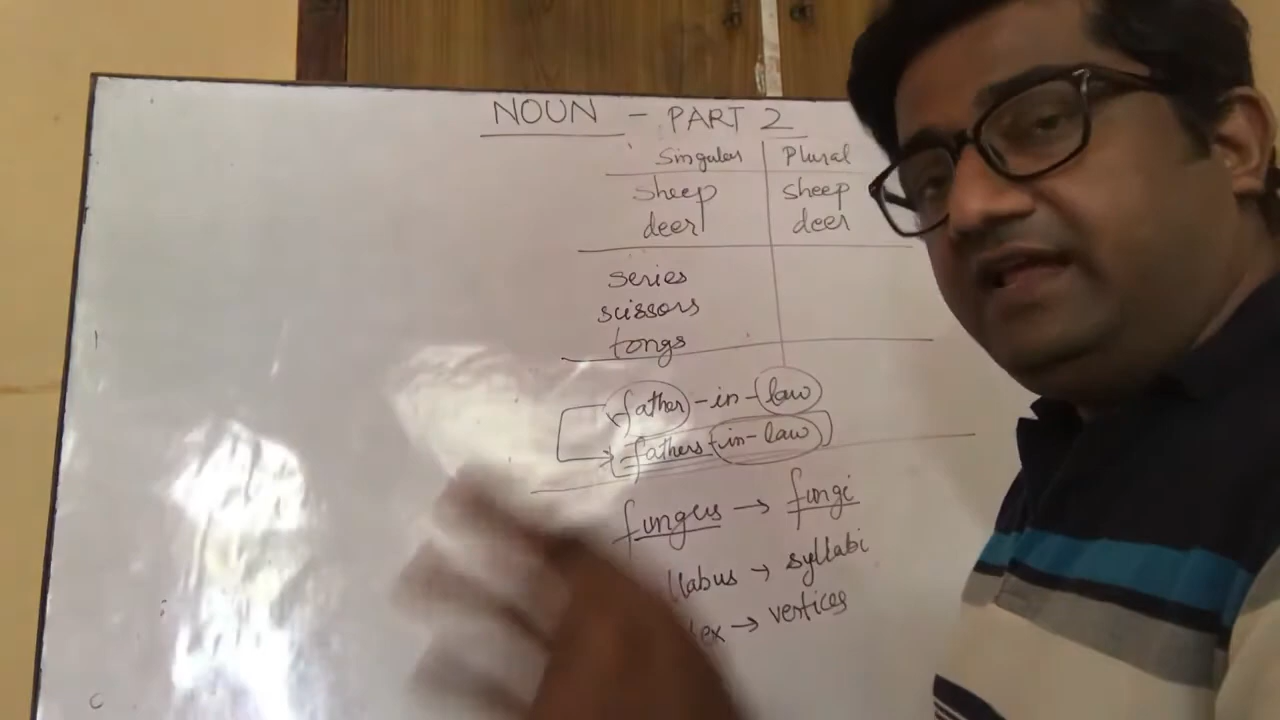 NOUN - PART 2
Singular Plural
sheep sheep
deer deer
series
scissors
tongs
father-in-law
fathers-in-law
fungus → fungi
llabus → syllabi
ex → vertices